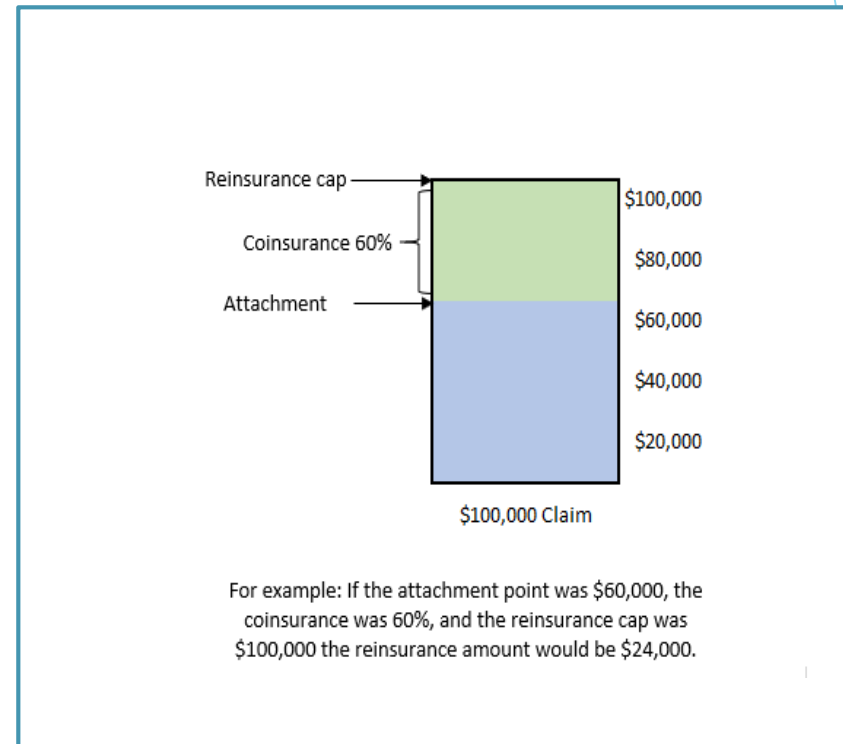 Reinsurance cap
$100,000
Coinsurance 60%
$80,000
Attachment
$60,000
$40,000
$20,000
$100,000 Claim
For example: If the attachment point was $60,000, the
coinsurance was 60%, and the reinsurance cap was
$100,000 the reinsurance amount would be $24,000.